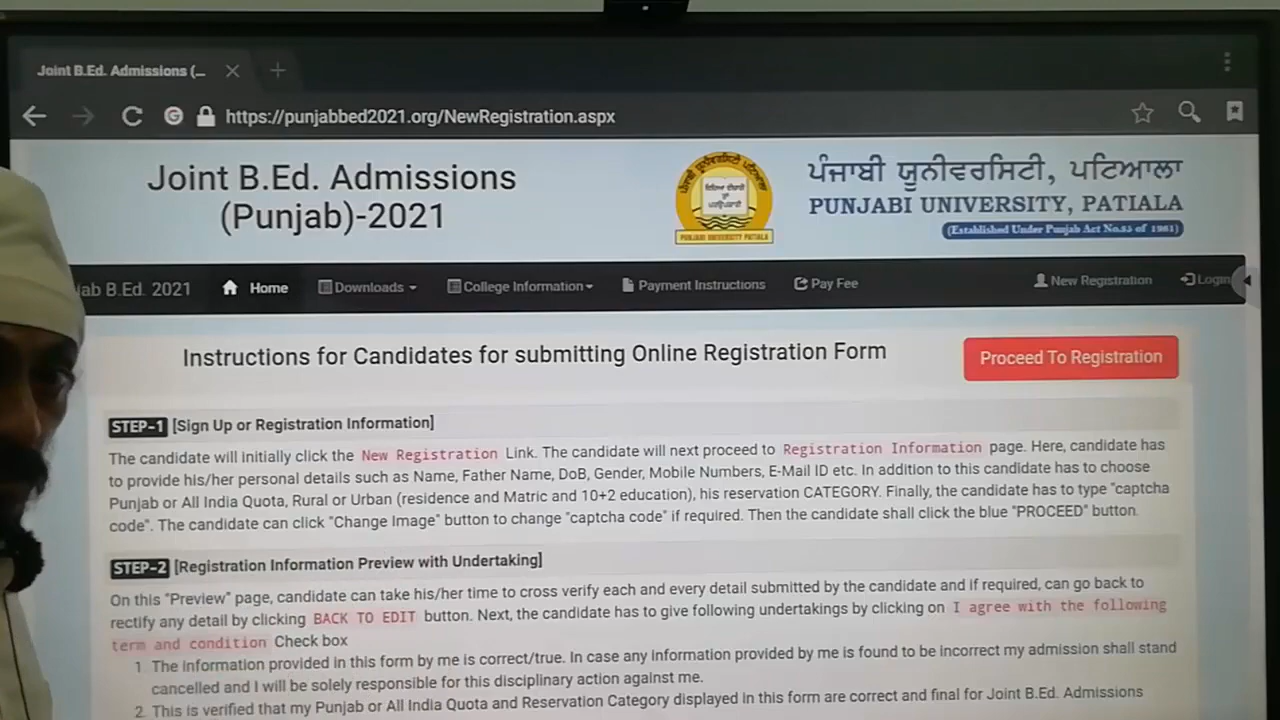 Joint B.Ed. Admissions (...
https://punjabbed2021.org/NewRegistration.aspx
Joint B.Ed. Admissions
(Punjab)-2021
ਪੰਜਾਬੀ ਯੂਨੀਵਰਸਿਟੀ, ਪਟਿਆਲਾ
PUNJABI UNIVERSITY, PATIALA
(Established Under Punjab Act No.35 of 1961)
PUNJABI UNIVERSITY PATIALA
jab B.Ed. 2021 Home Downloads College Information Payment Instructions Pay Fee New Registration Login
Instructions for Candidates for submitting Online Registration Form
Proceed To Registration
STEP-1 [Sign Up or Registration Information]
The candidate will initially click the New Registration Link. The candidate will next proceed to Registration Information page. Here, candidate has
to provide his/her personal details such as Name, Father Name, DoB, Gender, Mobile Numbers, E-Mail ID etc. In addition to this candidate has to choose
Punjab or All India Quota, Rural or Urban (residence and Matric and 10+2 education), his reservation CATEGORY. Finally, the candidate has to type "captcha
code". The candidate can click "Change Image" button to change "captcha code" if required. Then the candidate shall click the blue "PROCEED" button.
STEP-2 [Registration Information Preview with Undertaking]
On this "Preview" page, candidate can take his/her time to cross verify each and every detail submitted by the candidate and if required, can go back to
rectify any detail by clicking BACK TO EDIT button. Next, the candidate has to give following undertakings by clicking on I agree with the following
term and condition Check box
1. The information provided in this form by me is correct/true. In case any information provided by me is found to be incorrect my admission shall stand
cancelled and I will be solely responsible for this disciplinary action against me.
2. This is verified that my Punjab or All India Quota and Reservation Category displayed in this form are correct and final for Joint B.Ed. Admissions